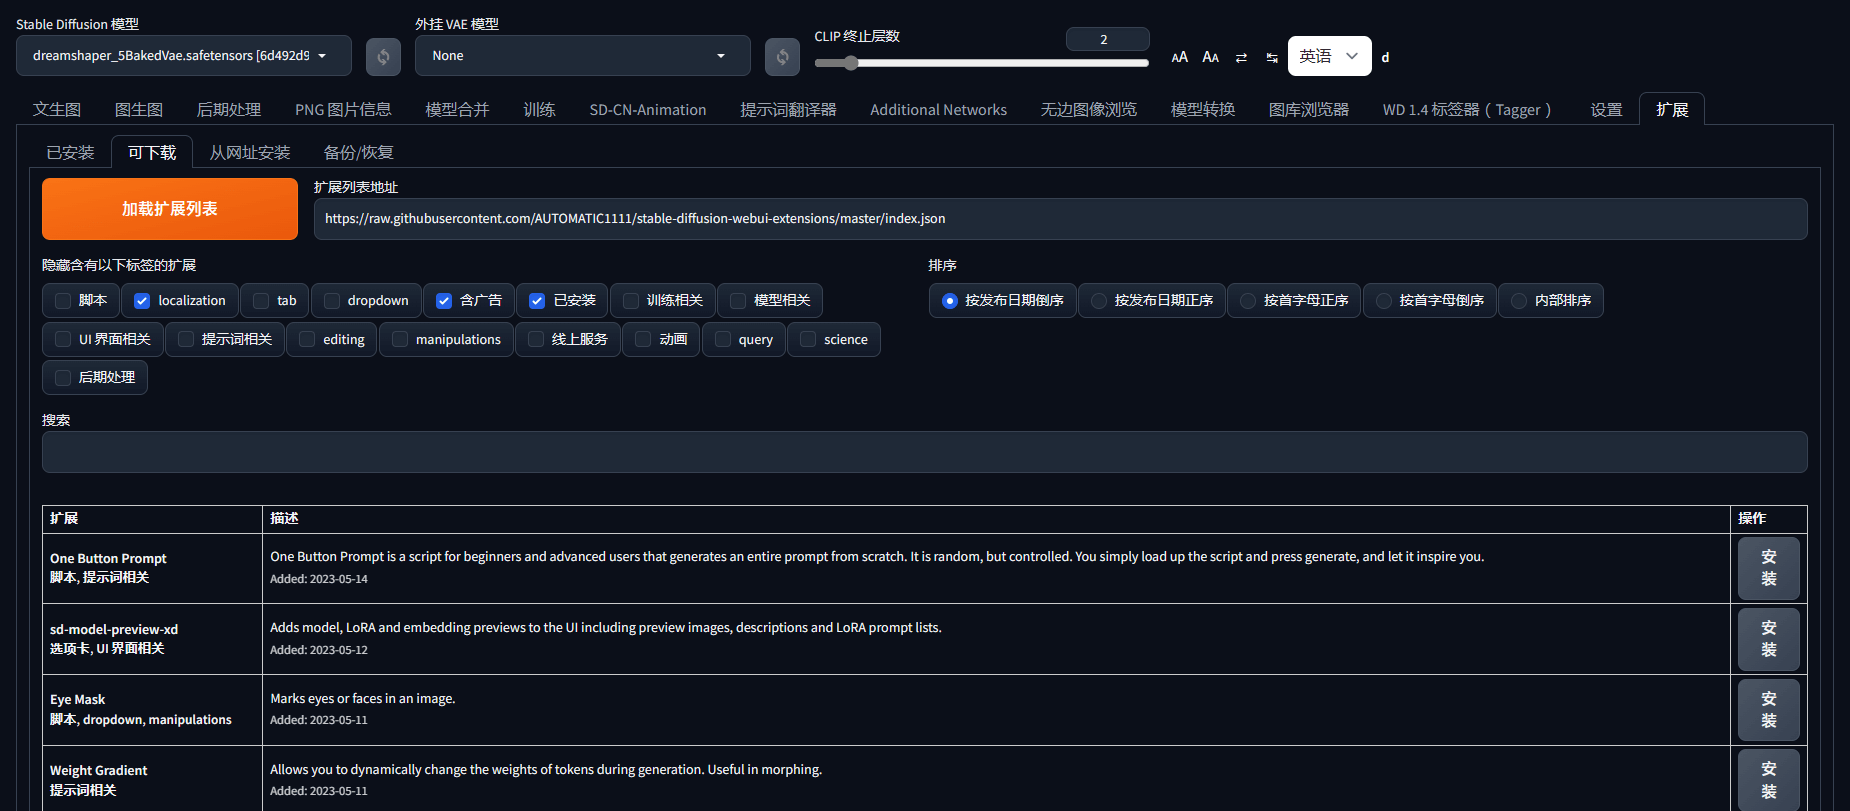 Stable Diffusion 模型
外挂 VAE 模型
CLIP 终止层数
2
dreamshaper_5BakedVae.safetensors [6d492d9
None
AA AA 英语 d
文生图 图生图 后期处理 PNG 图片信息 模型合并 训练 SD-CN-Animation 提示词翻译器 Additional Networks 无边图像浏览 模型转换 图库浏览器 WD 1.4 标签器（Tagger） 设置 扩展
已安装 可下载 从网址安装 备份/恢复
加载扩展列表
扩展列表地址
https://raw.githubusercontent.com/AUTOMATIC1111/stable-diffusion-webui-extensions/master/index.json
隐藏含有以下标签的扩展
脚本 localization tab dropdown 含广告 已安装 训练相关 模型相关
UI 界面相关 提示词相关 editing manipulations 线上服务 动画 query science
后期处理
排序
按发布日期倒序 按发布日期正序 按首字母正序 按首字母倒序 内部排序
搜索
扩展 描述 操作
One Button Prompt
脚本, 提示词相关
One Button Prompt is a script for beginners and advanced users that generates an entire prompt from scratch. It is random, but controlled. You simply load up the script and press generate, and let it inspire you.
Added: 2023-05-14
安
装
sd-model-preview-xd
选项卡, UI 界面相关
Adds model, LoRA and embedding previews to the UI including preview images, descriptions and LoRA prompt lists.
Added: 2023-05-12
安
装
Eye Mask
脚本, dropdown, manipulations
Marks eyes or faces in an image.
Added: 2023-05-11
安
装
Weight Gradient
提示词相关
Allows you to dynamically change the weights of tokens during generation. Useful in morphing.
Added: 2023-05-11
安
装